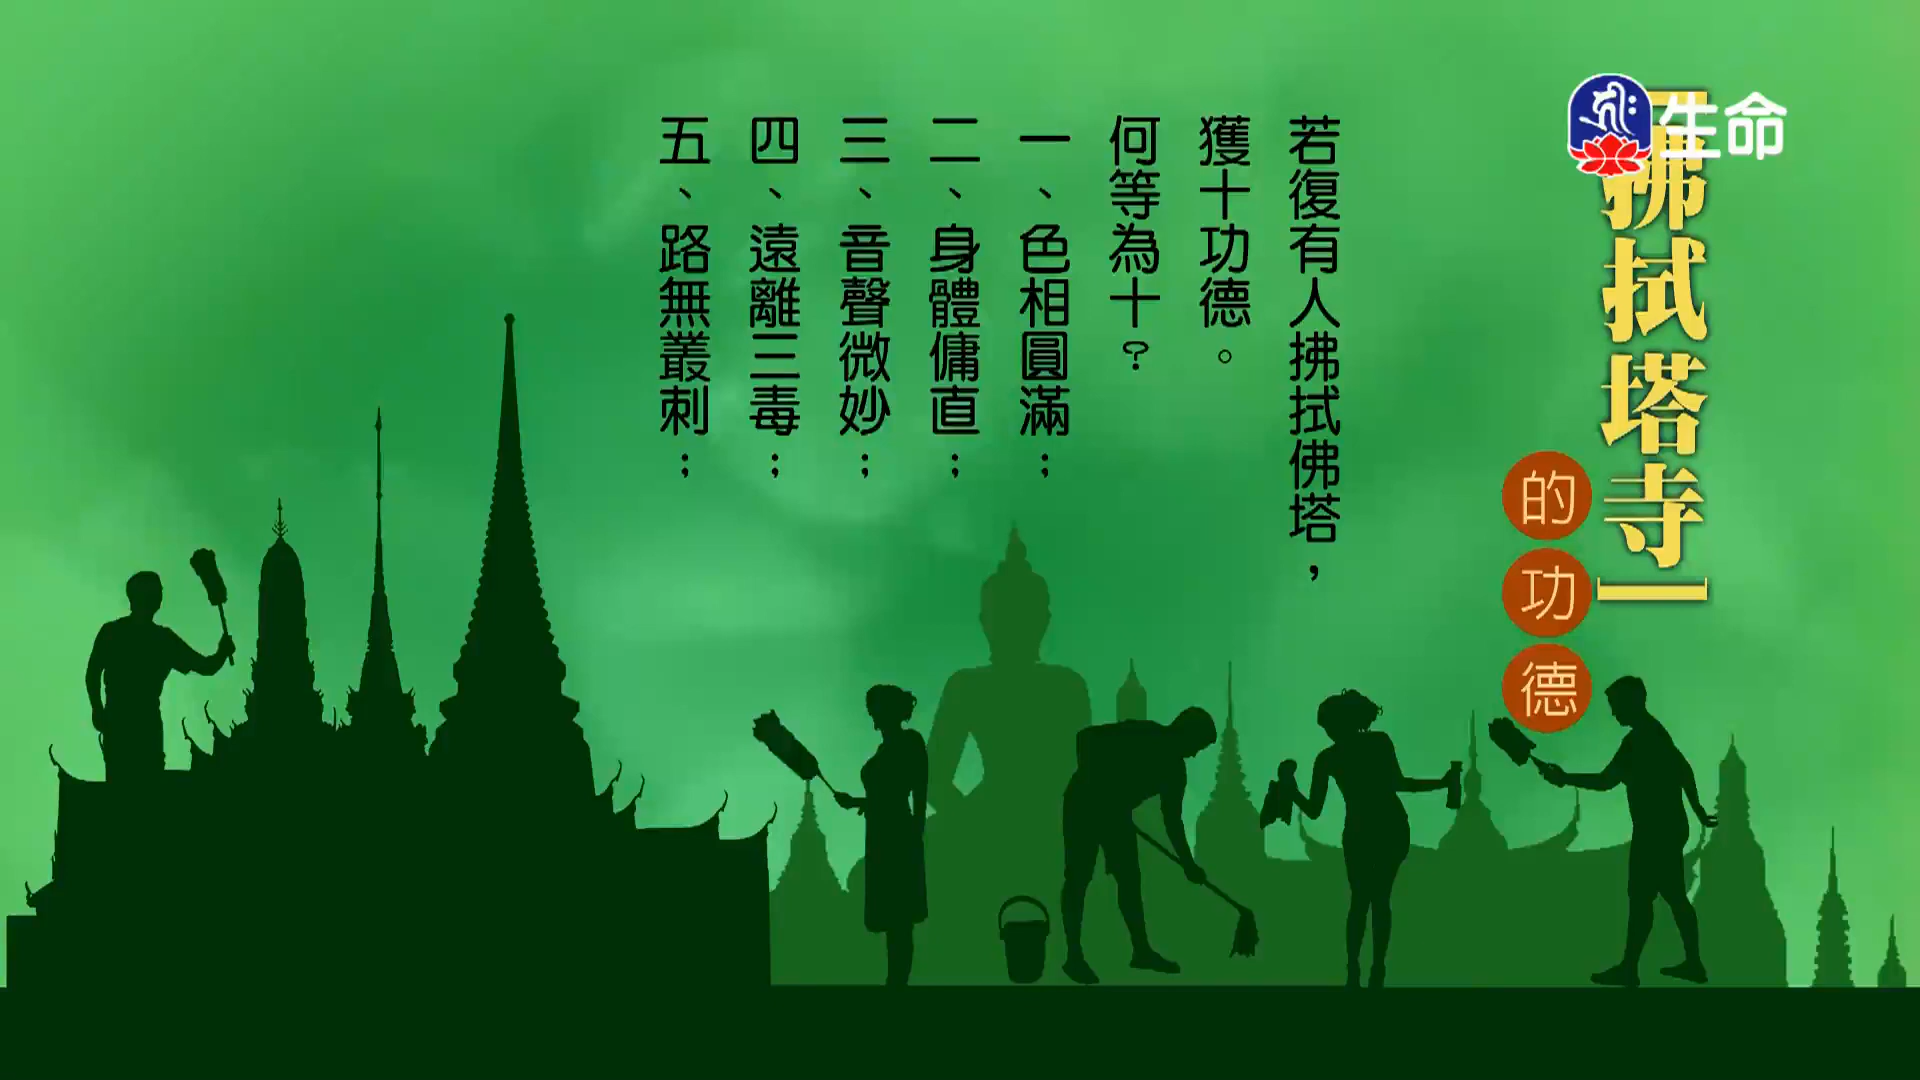 生命
拂拭塔寺
的功德
若復有人拂拭佛塔，
獲十功德。
何等為十？
一、色相圓滿；
二、身體傭直；
三、音聲微妙；
四、遠離三毒；
五、路無叢刺；